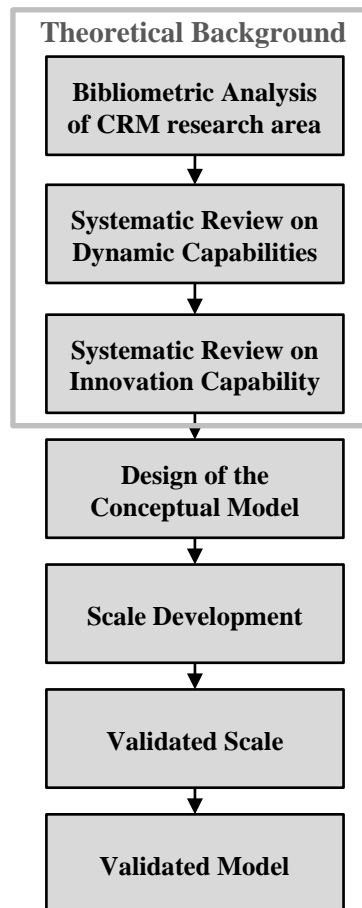 Theoretical Background
Bibliometric Analysis
of CRM research area
Systematic Review on
Dynamic Capabilities
Systematic Review on
Innovation Capability
Design of the
Conceptual Model
Scale Development
Validated Scale
Validated Model